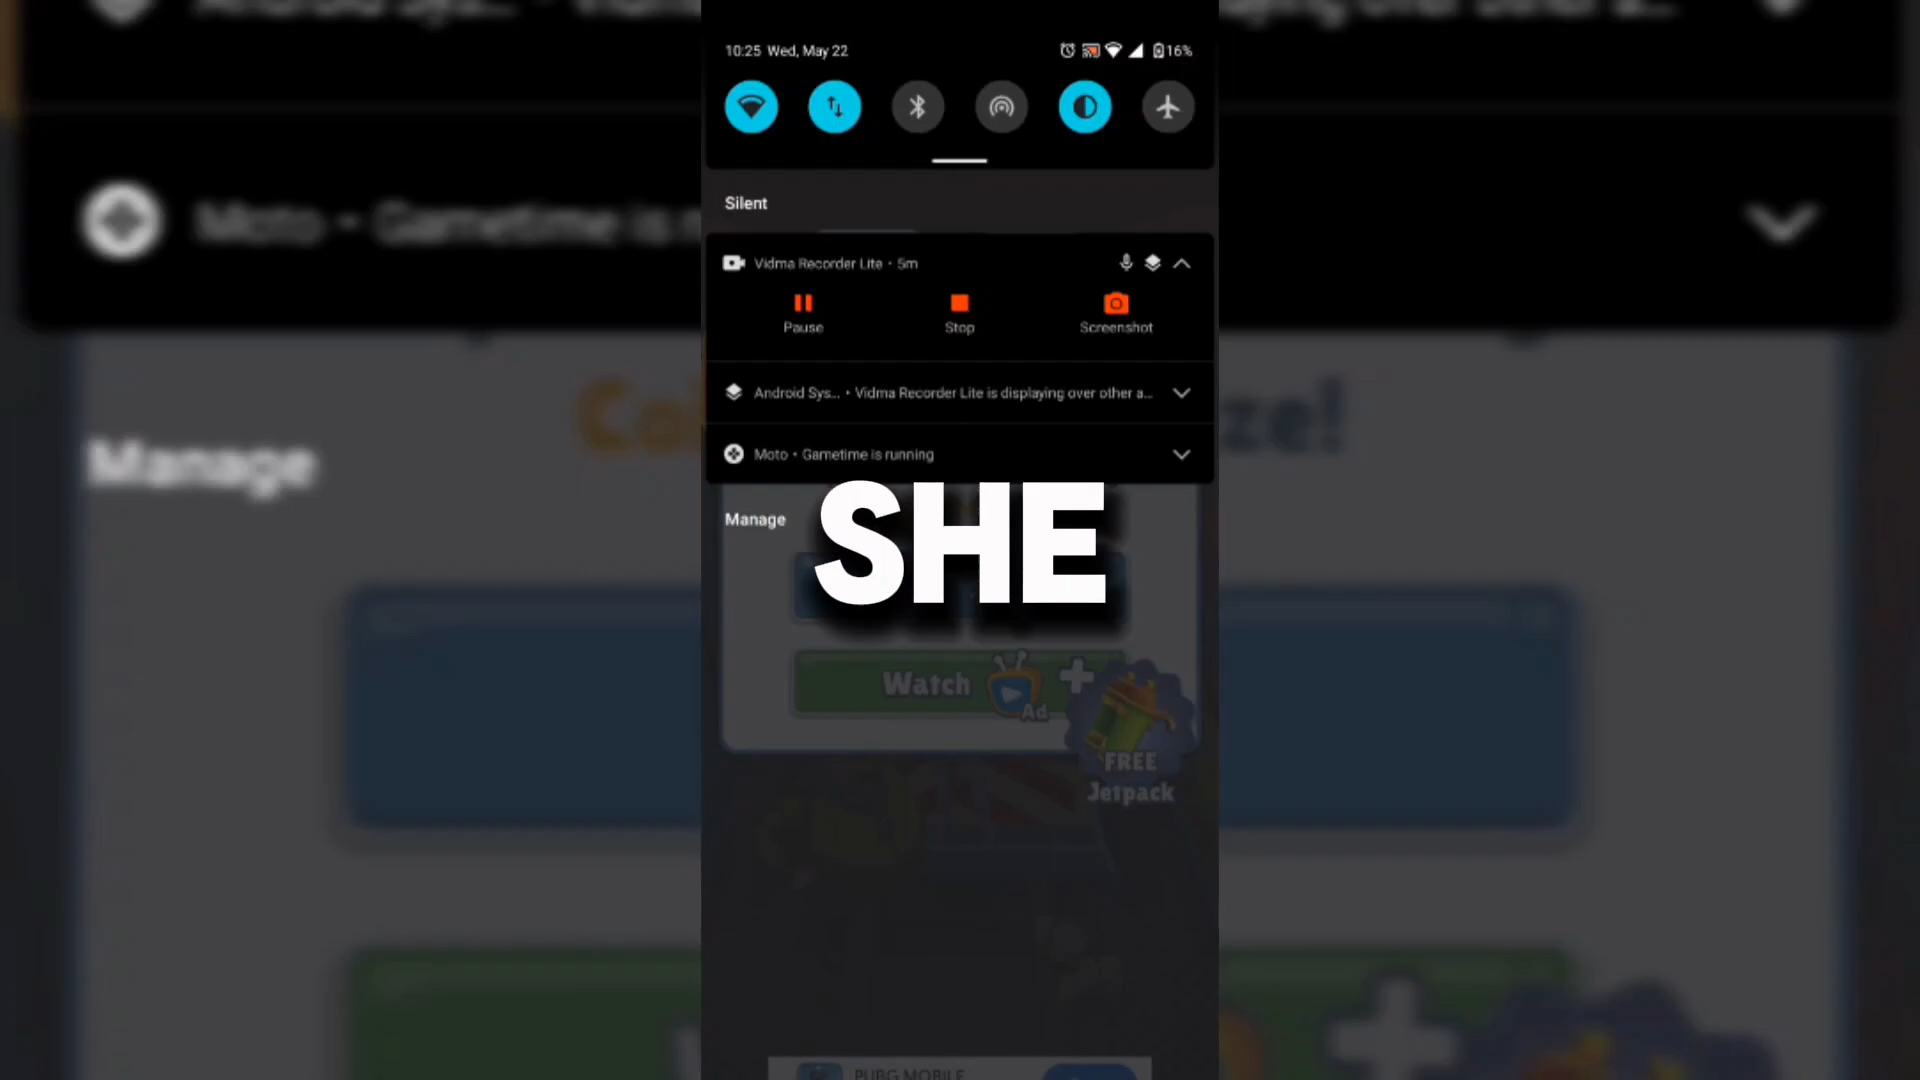 10:25 Wed, May 22
16%
Silent
Vidma Recorder Lite • 5m
Pause
Stop
Screenshot
Android Sys... • Vidma Recorder Lite is displaying over other a...
Moto • Gametime is running
Manage
Manage
SHE
Watch
Ad
FREE
Jetpack
PUBG MOBILE
Moto • Gametime is